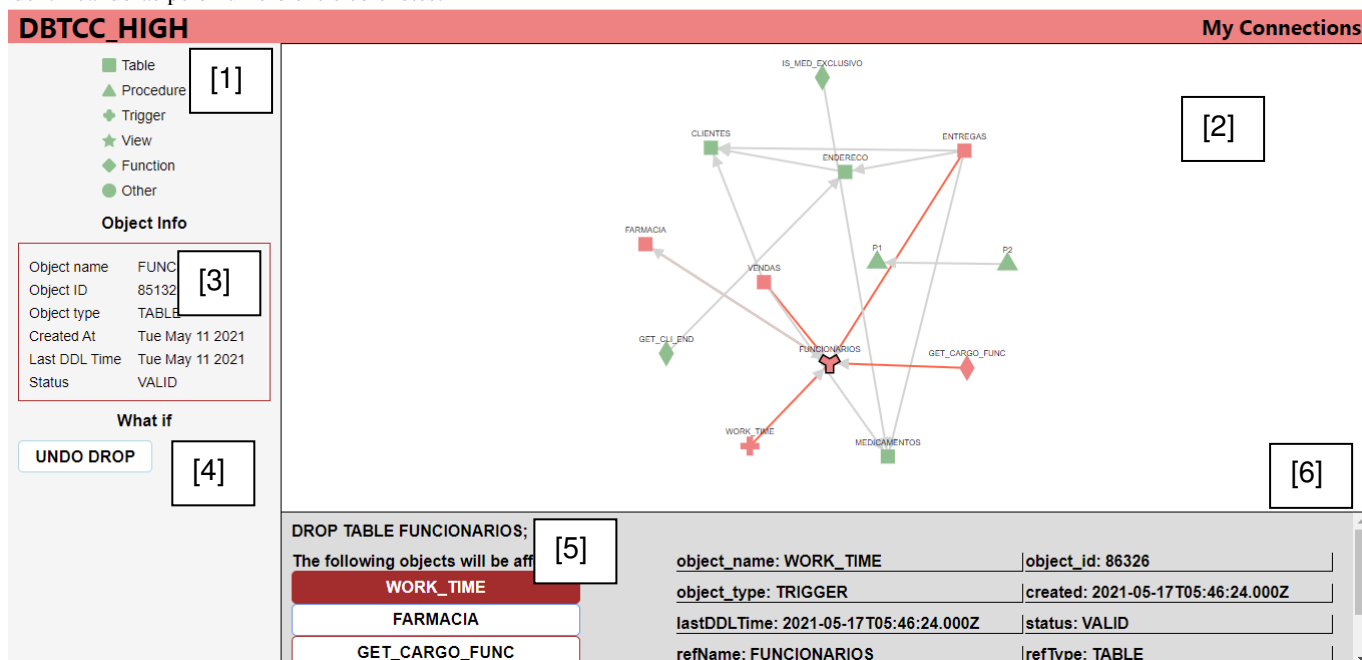 DBTCC_HIGH
My Connections
Table
[1]
Procedure
Trigger
View
Function
Other
Object Info
Object name FUNC
[3]
Object ID 85132
Object type TABLE
Created At Tue May 11 2021
Last DDL Time Tue May 11 2021
Status VALID
What if
UNDO DROP
[4]
IS_MED_EXCLUSIVO
[2]
CLIENTES
ENTREGAS
ENDERECO
FARMACIA
P1
P2
VENDAS
GET_CLI_END
FUNCIONARIOS
GET_CARGO_FUNC
WORK_TIME
MEDICAMENTOS
[6]
DROP TABLE FUNCIONARIOS;
[5]
The following objects will be aff
WORK_TIME
FARMACIA
GET_CARGO_FUNC
object_name: WORK_TIME
object_id: 86326
object_type: TRIGGER
created: 2021-05-17T05:46:24.000Z
lastDDLTime: 2021-05-17T05:46:24.000Z
status: VALID
refName: FUNCIONARIOS
refType: TABLE